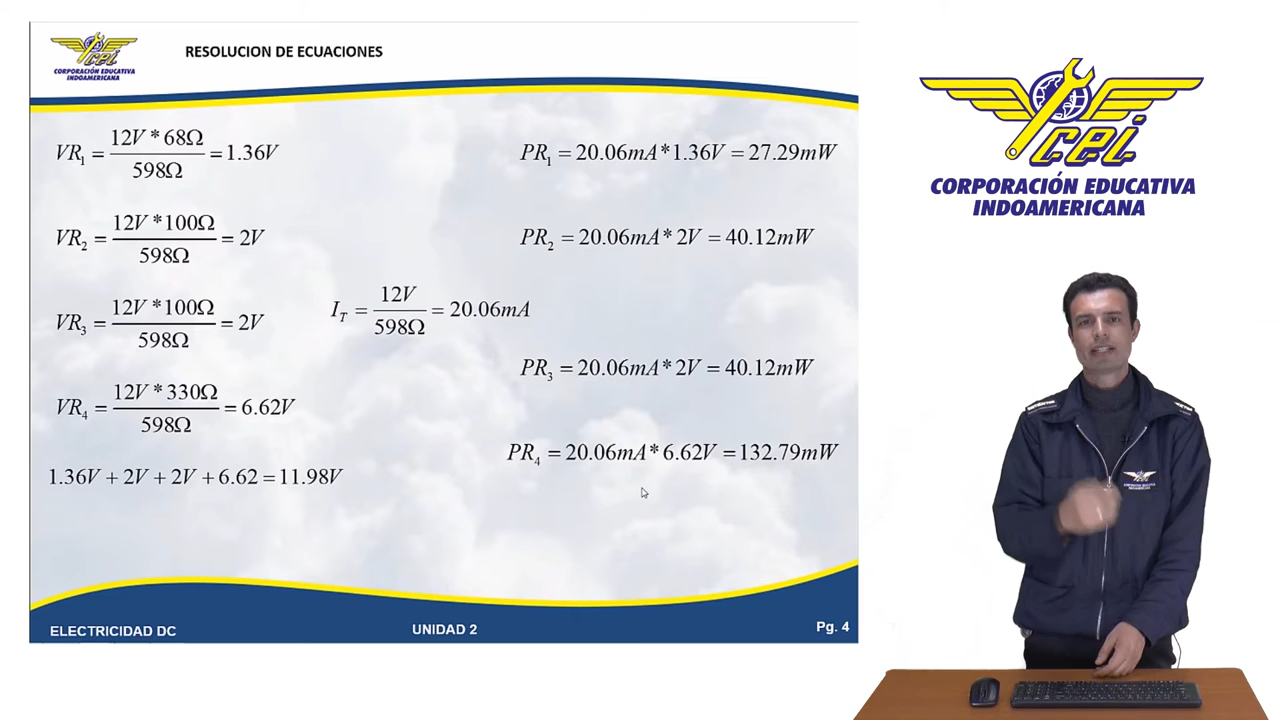 cei
CORPORACIÓN EDUCATIVA
INDOAMERICANA
RESOLUCION DE ECUACIONES
VR₁ = 12V * 68Ω / 598Ω = 1.36V
VR₂ = 12V * 100Ω / 598Ω = 2V
VR₃ = 12V * 100Ω / 598Ω = 2V
VR₄ = 12V * 330Ω / 598Ω = 6.62V
1.36V + 2V + 2V + 6.62 = 11.98V
I_T = 12V / 598Ω = 20.06mA
PR₁ = 20.06mA * 1.36V = 27.29mW
PR₂ = 20.06mA * 2V = 40.12mW
PR₃ = 20.06mA * 2V = 40.12mW
PR₄ = 20.06mA * 6.62V = 132.79mW
ELECTRICIDAD DC
UNIDAD 2
Pg. 4
cei
CORPORACIÓN EDUCATIVA
INDOAMERICANA